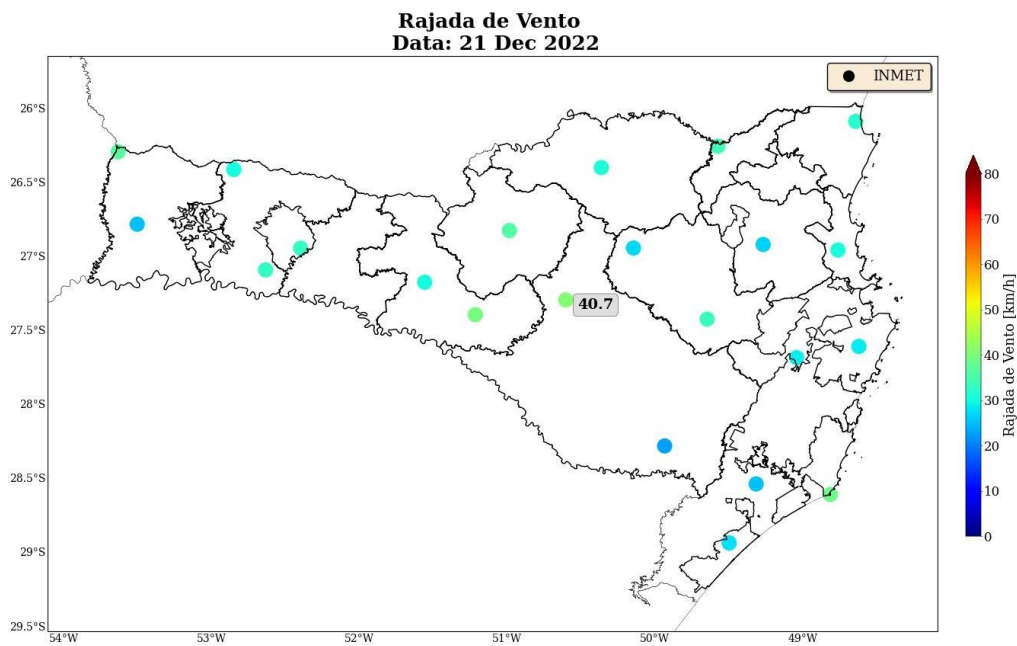 Rajada de Vento
Data: 21 Dec 2022
INMET
26°S
26.5°S
27°S
27.5°S
28°S
28.5°S
29°S
29.5°S
54°W
53°W
52°W
51°W
50°W
49°W
40.7
80
70
60
50
40
30
20
10
0
Rajada de Vento [km/h]